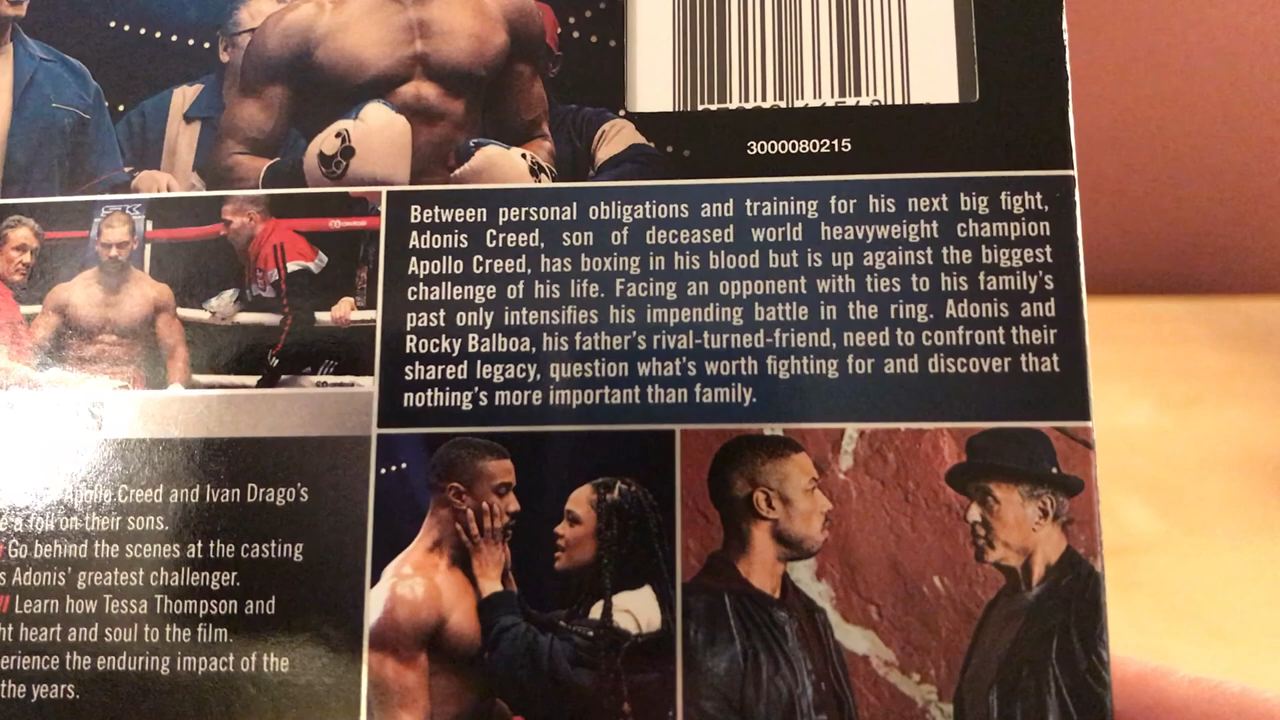 3000080215
Between personal obligations and training for his next big fight,
Adonis Creed, son of deceased world heavyweight champion
Apollo Creed, has boxing in his blood but is up against the biggest
challenge of his life. Facing an opponent with ties to his family's
past only intensifies his impending battle in the ring. Adonis and
Rocky Balboa, his father's rival-turned-friend, need to confront their
shared legacy, question what's worth fighting for and discover that
nothing's more important than family.
Apollo Creed and Ivan Drago's
a toll on their sons.
Go behind the scenes at the casting
Adonis' greatest challenger.
Learn how Tessa Thompson and
heart and soul to the film.
the enduring impact of the
the years.